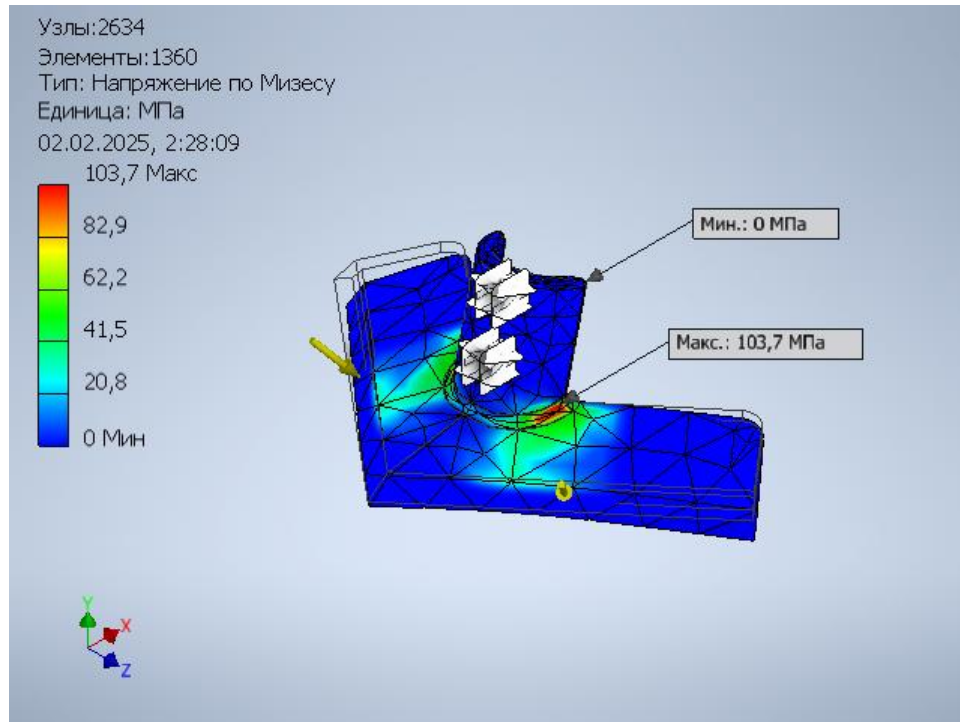 Узлы:2634
Элементы:1360
Тип: Напряжение по Мизесу
Единица: МПа
02.02.2025, 2:28:09
103,7 Макс
82,9
62,2
41,5
20,8
0 Мин
Мин.: 0 МПа
Макс.: 103,7 МПа
Y
X
Z